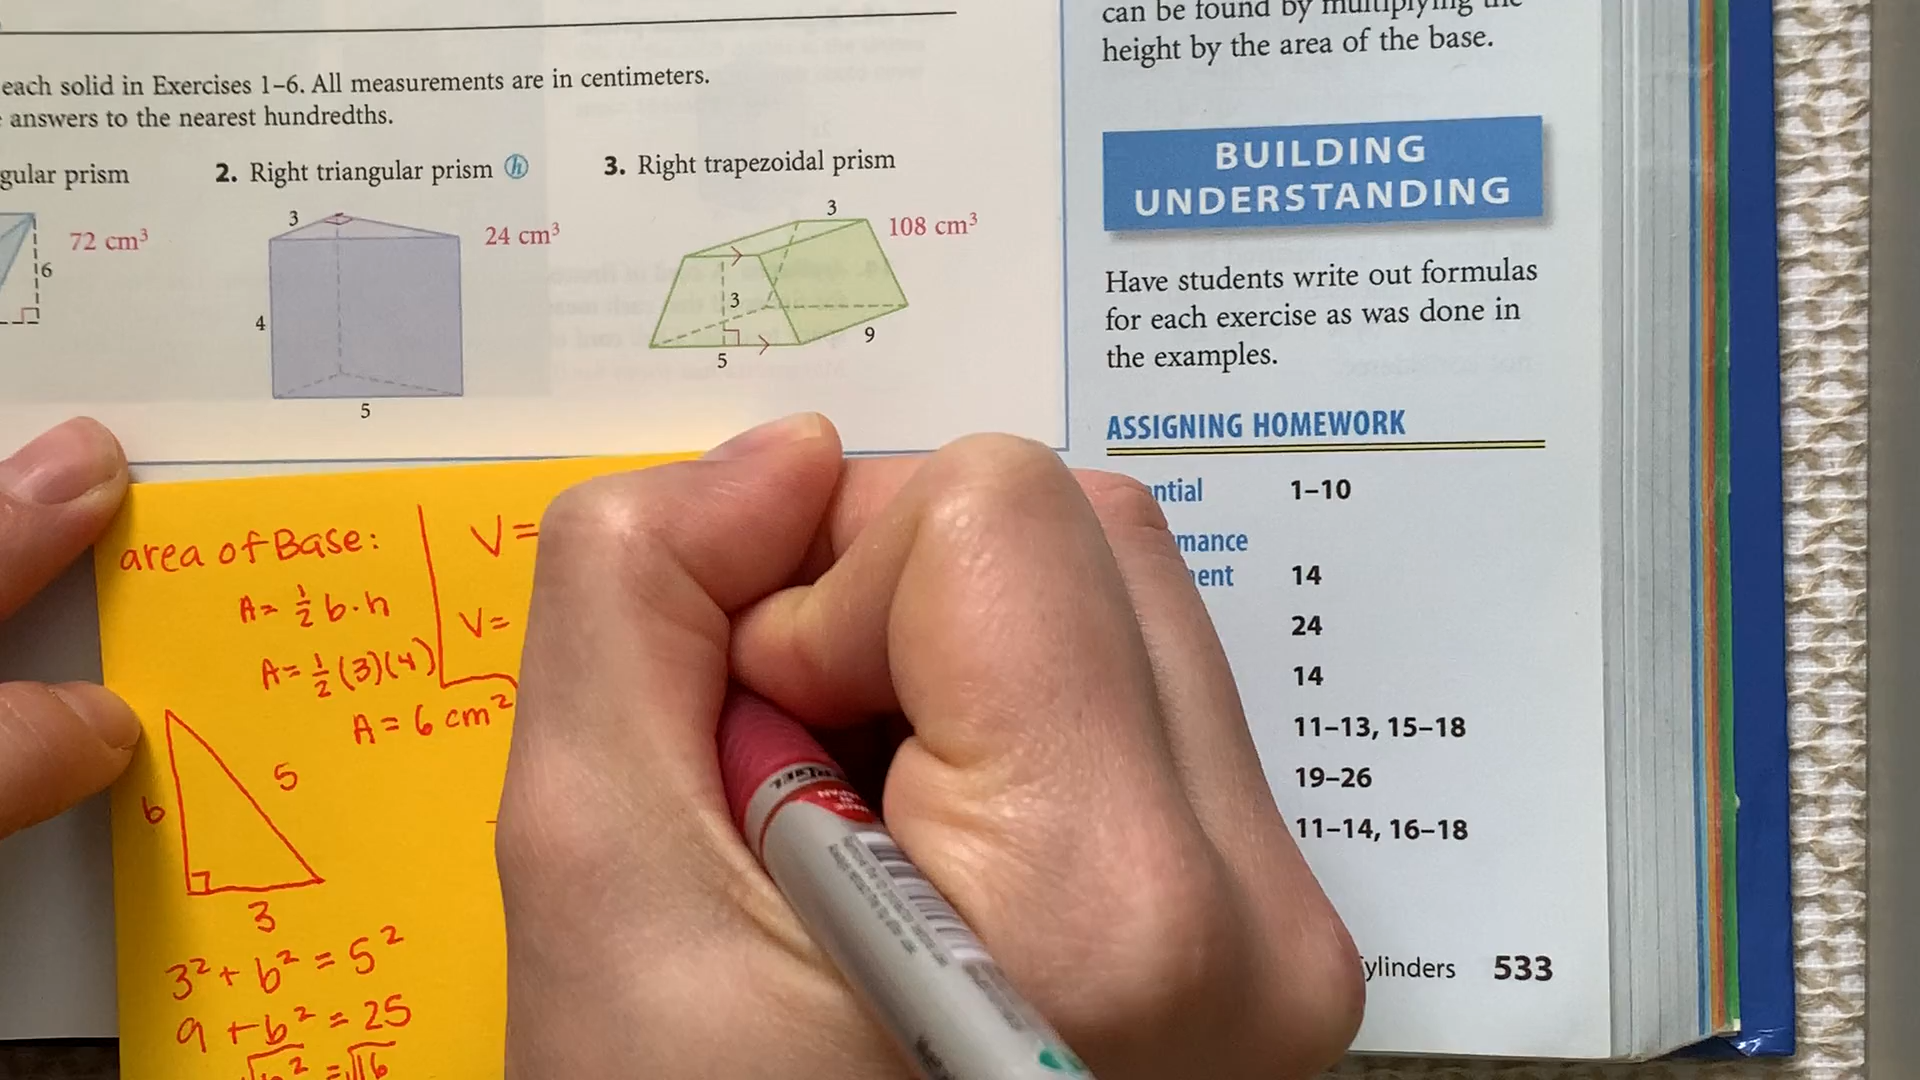 can be found by multiplying the
height by the area of the base.
each solid in Exercises 1–6. All measurements are in centimeters.
answers to the nearest hundredths.
gular prism
72 cm³
6
2. Right triangular prism h
3
24 cm³
4
5
3. Right trapezoidal prism
3
108 cm³
3
5
9
BUILDING
UNDERSTANDING
Have students write out formulas
for each exercise as was done in
the examples.
ASSIGNING HOMEWORK
ntial 1–10
mance
ent 14
24
14
11–13, 15–18
19–26
11–14, 16–18
ylinders 533
area of Base:
A= ½ b·h
A= ½ (3)(4)
A = 6 cm²
V=
V=
b
5
3
3² + b² = 5²
9 + b² = 25
√b² = √16